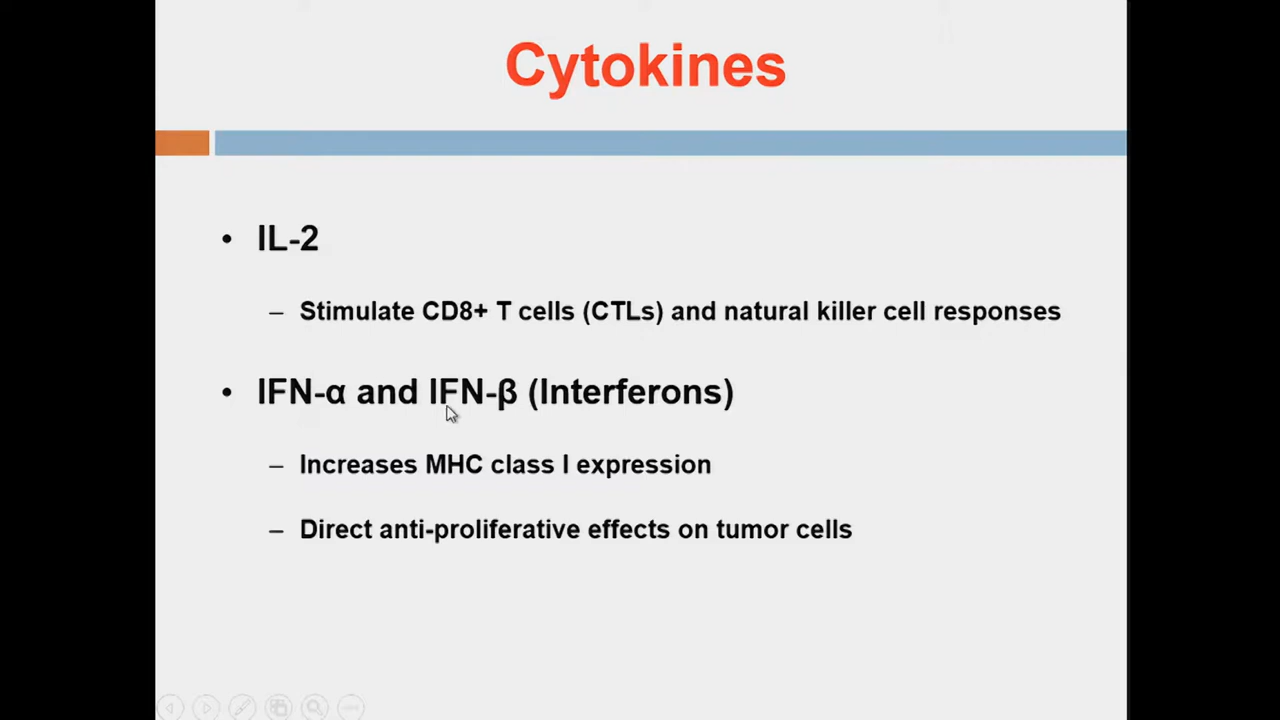 Cytokines
• IL-2
– Stimulate CD8+ T cells (CTLs) and natural killer cell responses
• IFN-α and IFN-β (Interferons)
– Increases MHC class I expression
– Direct anti-proliferative effects on tumor cells